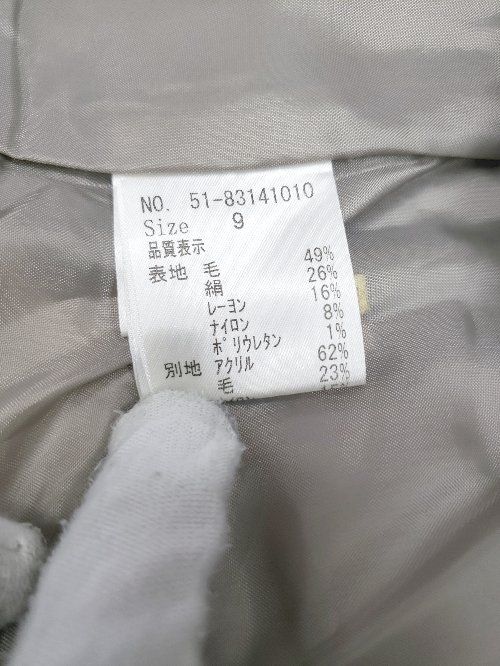 NO. 51-83141010
Size 9
品質表示
表地 毛 49%
絹 26%
レーヨン 16%
ナイロン 8%
ポリウレタン 1%
別地 アクリル 62%
毛 23%